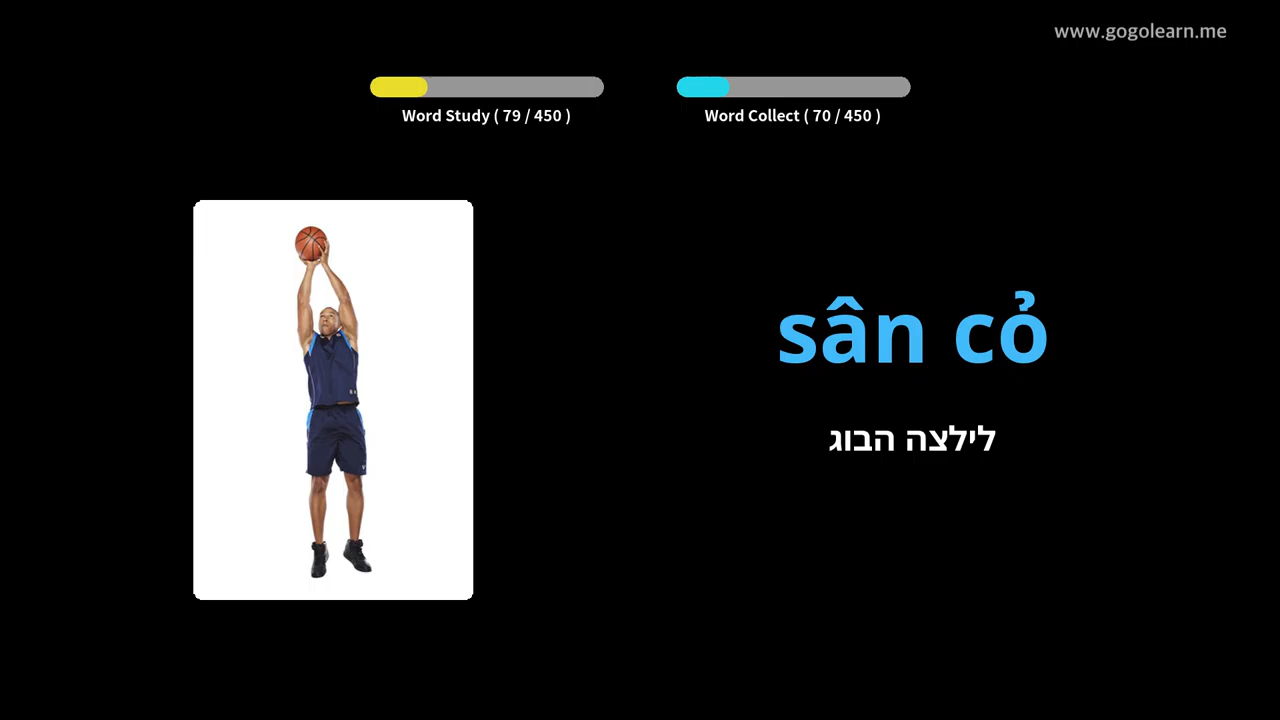 www.gogolearn.me
Word Study ( 79 / 450 )
Word Collect ( 70 / 450 )
sân cỏ
לילצה הבוג